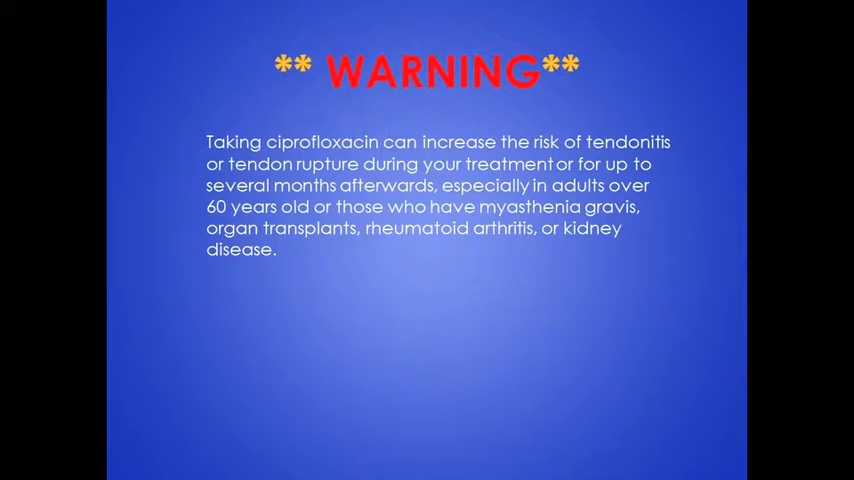 ** WARNING**
Taking ciprofloxacin can increase the risk of tendonitis
or tendon rupture during your treatment or for up to
several months afterwards, especially in adults over
60 years old or those who have myasthenia gravis,
organ transplants, rheumatoid arthritis, or kidney
disease.